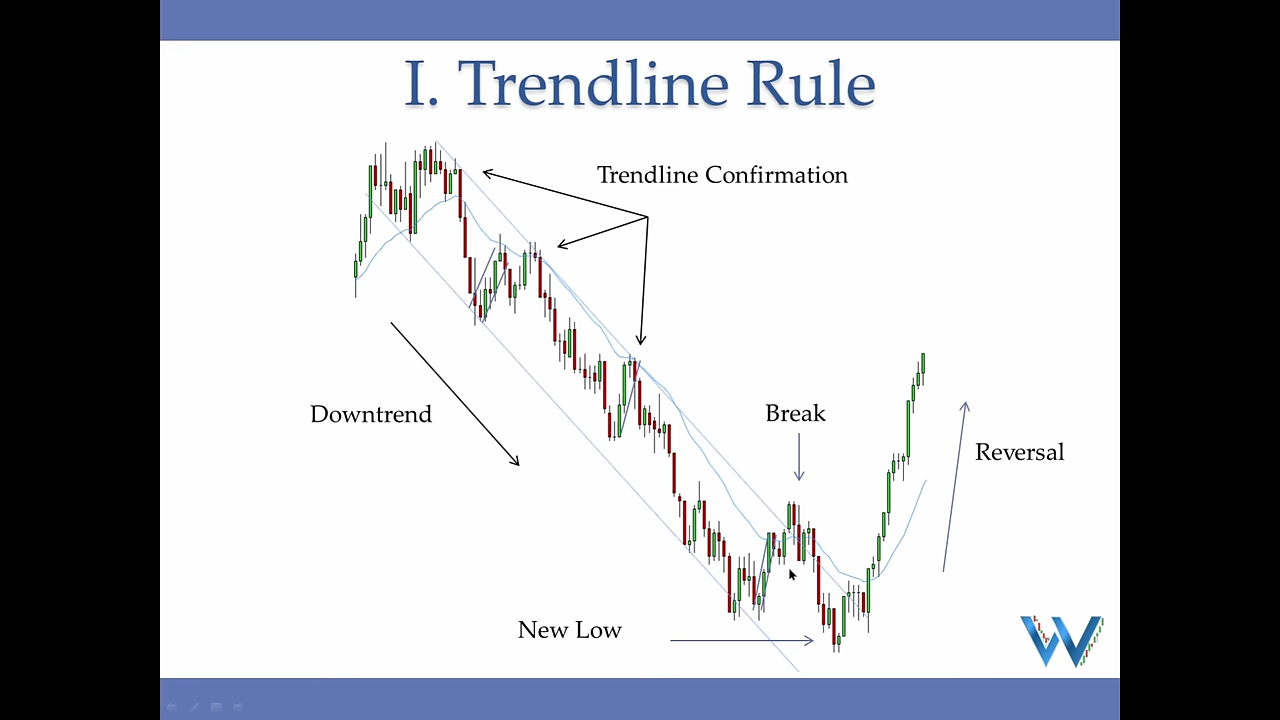 I. Trendline Rule
Trendline Confirmation
Downtrend
Break
Reversal
New Low
W